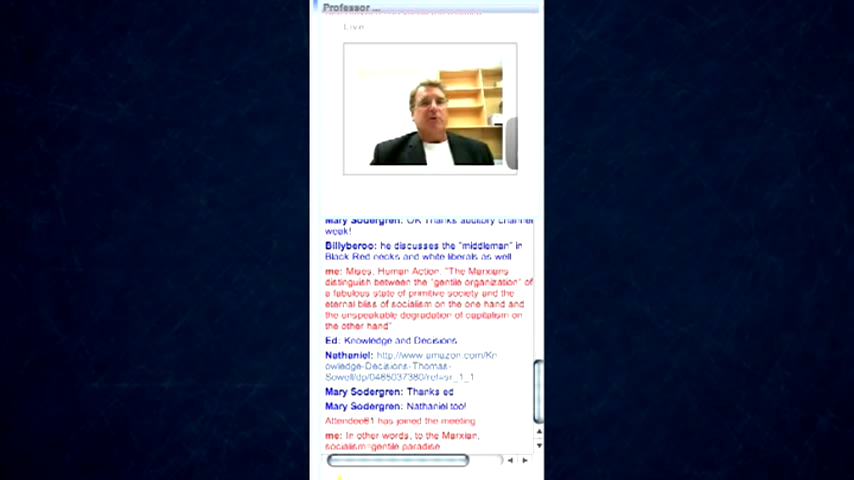 Professor ...
Live
Mary Sodergren: OK Thanks auditory channel
weak!
Billyberoo: he discusses the "middleman" in
Black Red necks and white liberals as well
me: Mises, Human Action, "The Marxians
distinguish between the "gentile organization" of
a fabulous state of primitive society and the
eternal bliss of socialism on the one hand and
the unspeakable degradation of capitalism on
the other hand"
Ed: Knowledge and Decisions
Nathaniel: http://www.amazon.com/Kn
owledge-Decisions-Thomas-
Sowell/dp/0465037380/ref=sr_1_1
Mary Sodergren: Thanks ed
Mary Sodergren: Nathaniel too!
Attendee81 has joined the meeting
me: In other words, to the Marxian,
socialism=gentile paradise